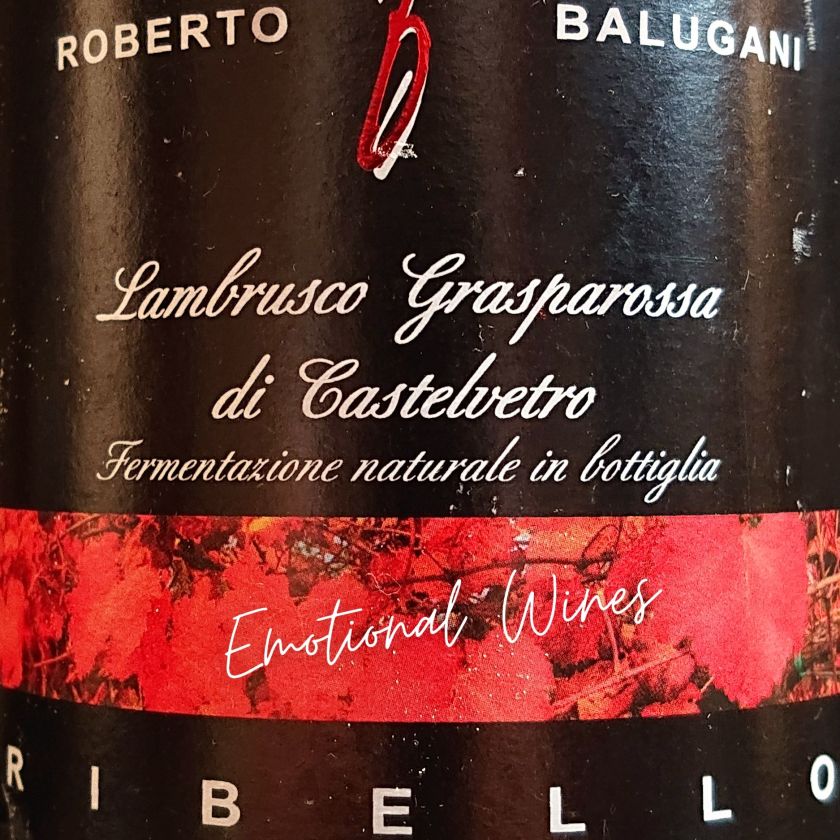 ROBERTO BALUGANI
Lambrusco Grasparossa
di Castelvetro
Fermentazione naturale in bottiglia
Emotional Wines
RIBELLO